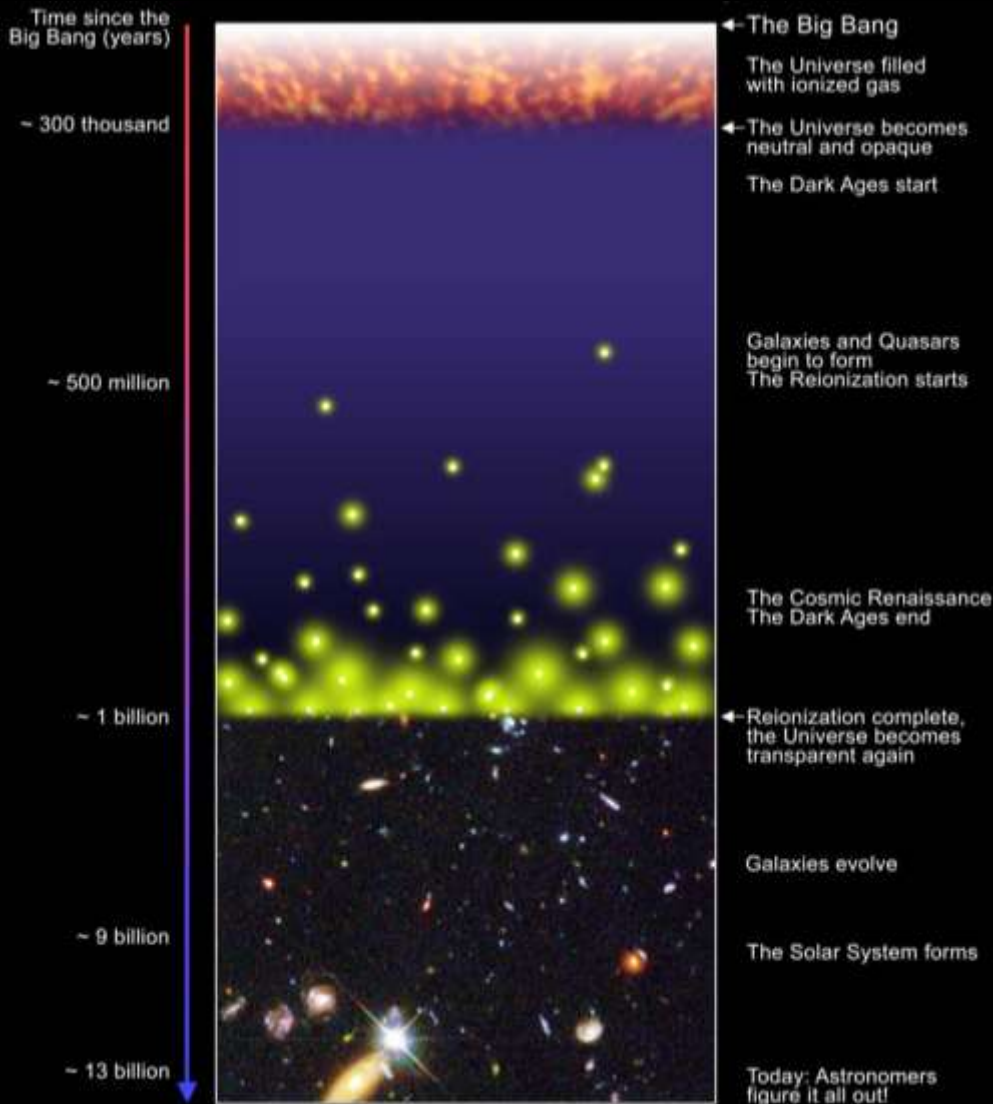 Time since the
Big Bang (years)
The Big Bang
The Universe filled
with ionized gas
~ 300 thousand
The Universe becomes
neutral and opaque
The Dark Ages start
Galaxies and Quasars
begin to form
~ 500 million
The Reionization starts
The Cosmic Renaissance
The Dark Ages end
~ 1 billion
Reionization complete,
the Universe becomes
transparent again
Galaxies evolve
~ 9 billion
The Solar System forms
~ 13 billion
Today: Astronomers
figure it all out!